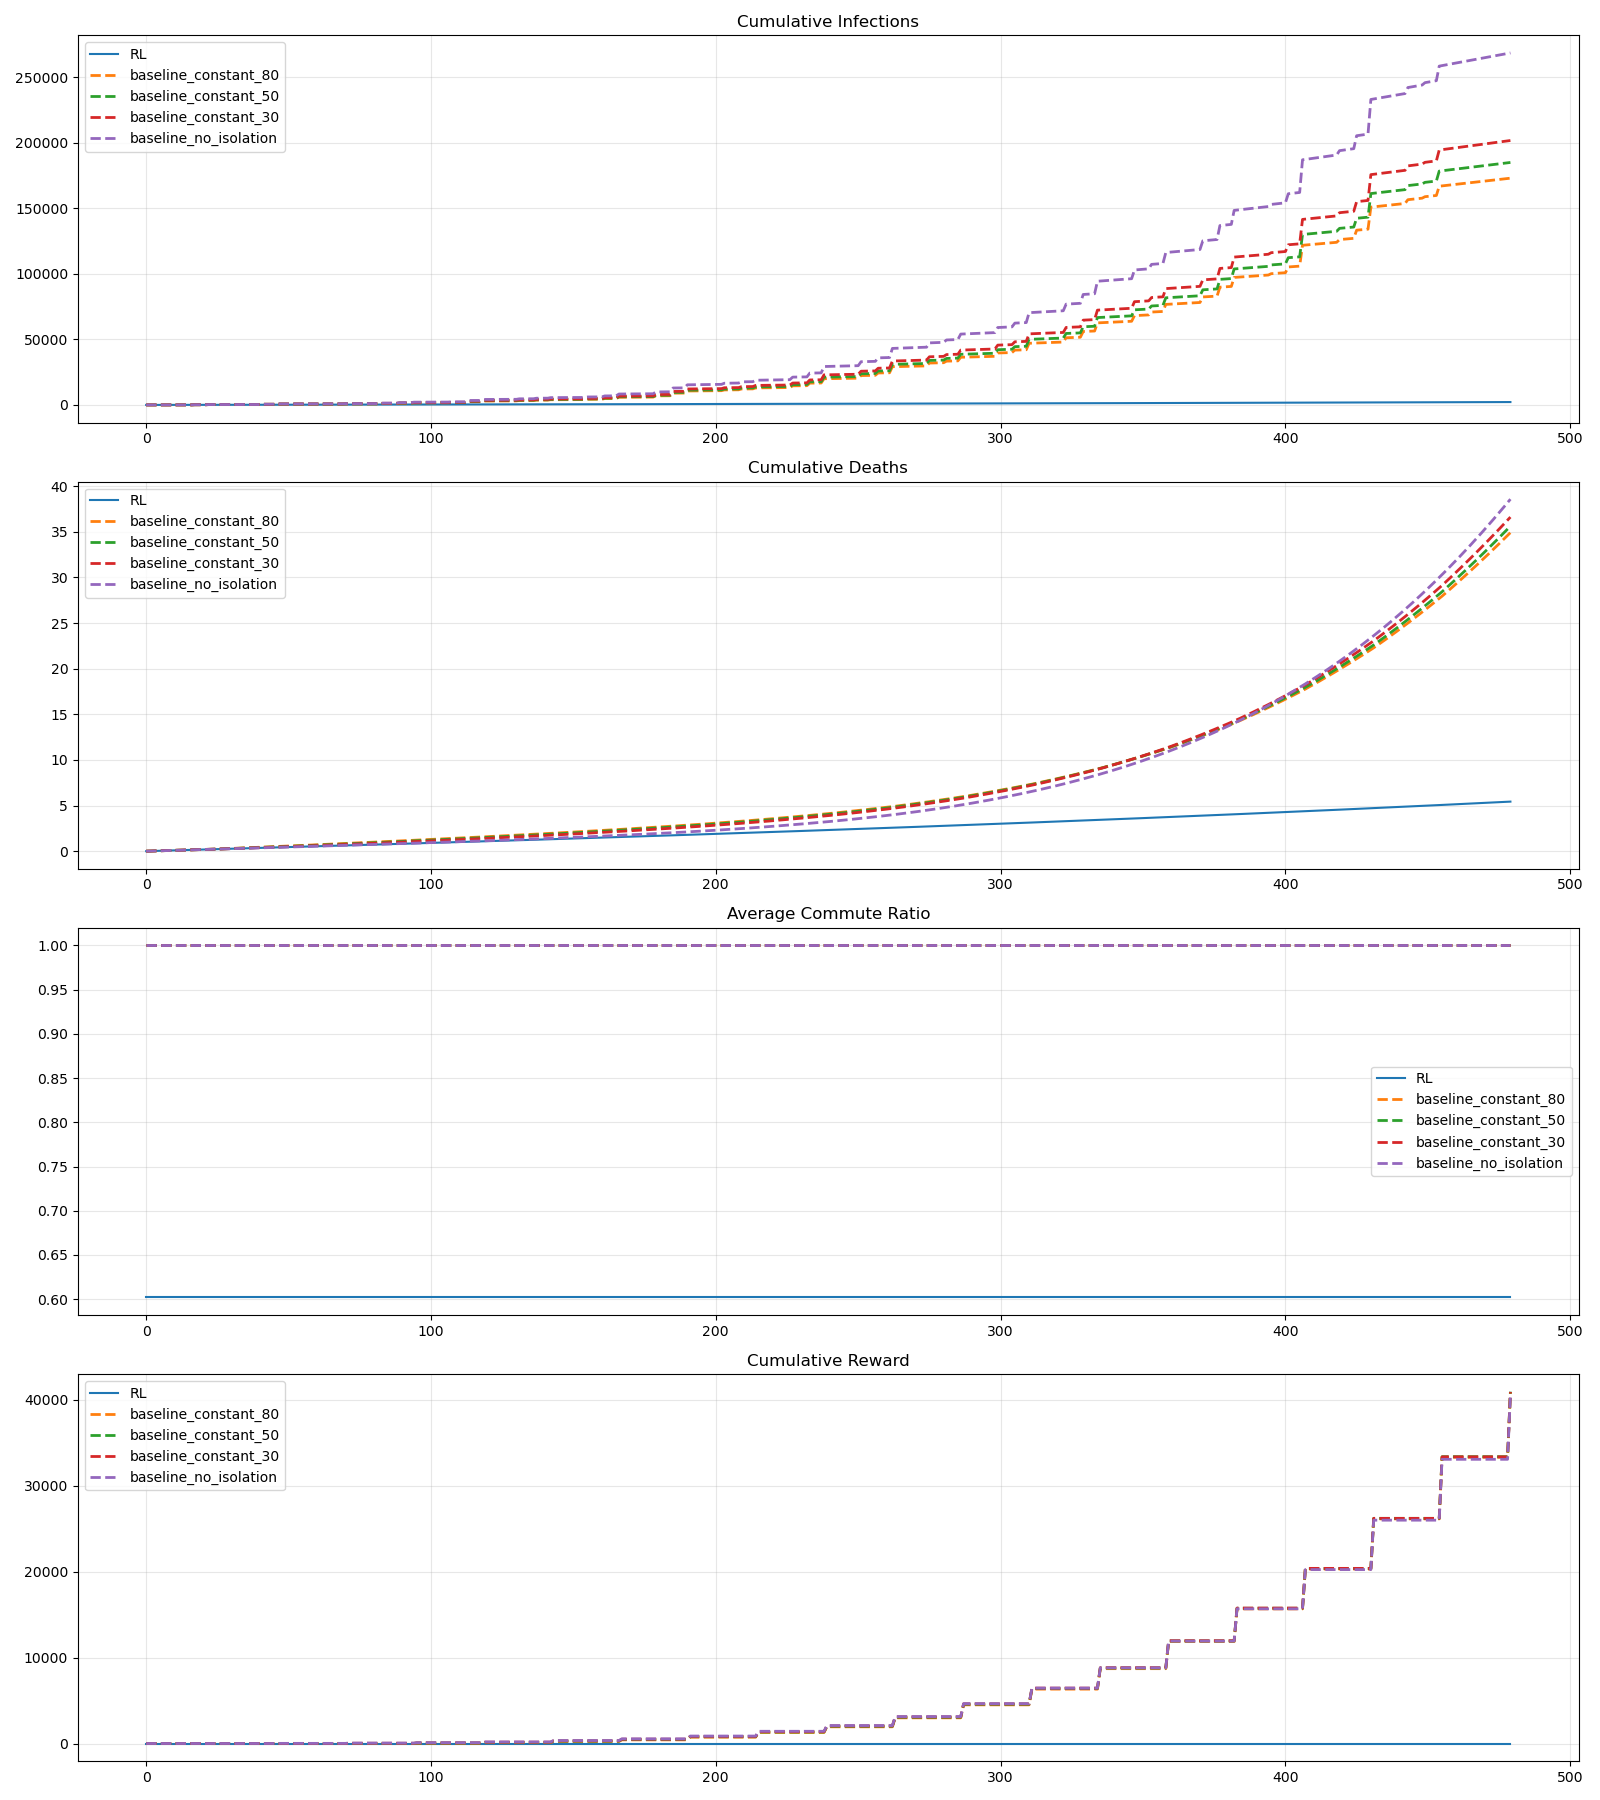 Cumulative Infections
RL
baseline_constant_80
baseline_constant_50
baseline_constant_30
baseline_no_isolation
250000
200000
150000
100000
50000
0
0 100 200 300 400 500
Cumulative Deaths
RL
baseline_constant_80
baseline_constant_50
baseline_constant_30
baseline_no_isolation
40
35
30
25
20
15
10
5
0
0 100 200 300 400 500
Average Commute Ratio
1.00
0.95
0.90
0.85
0.80
0.75
0.70
0.65
0.60
RL
baseline_constant_80
baseline_constant_50
baseline_constant_30
baseline_no_isolation
0 100 200 300 400 500
Cumulative Reward
RL
baseline_constant_80
baseline_constant_50
baseline_constant_30
baseline_no_isolation
40000
30000
20000
10000
0
0 100 200 300 400 500